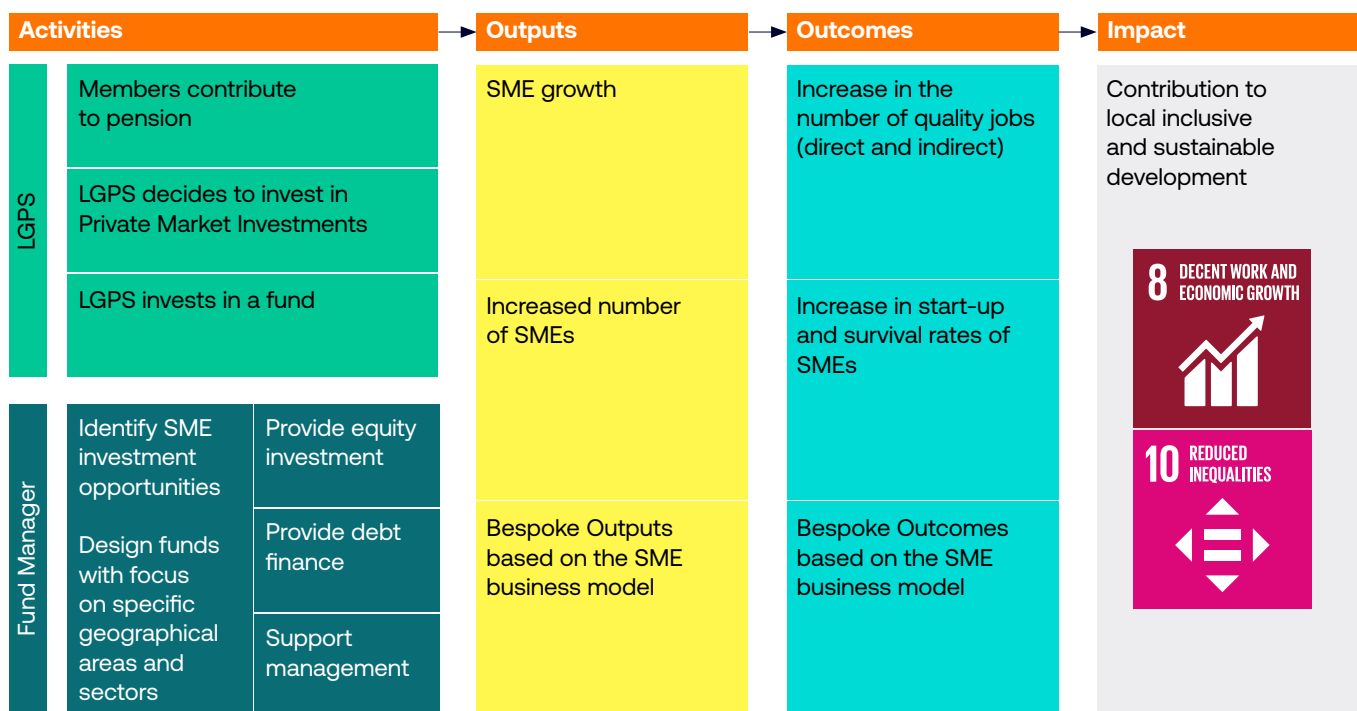 Activities
Outputs
Outcomes
Impact
LGPS
Members contribute
to pension
LGPS decides to invest in
Private Market Investments
LGPS invests in a fund
Fund Manager
Identify SME
investment
opportunities
Design funds
with focus
on specific
geographical
areas and
sectors
Provide equity
investment
Provide debt
finance
Support
management
SME growth
Increased number
of SMEs
Bespoke Outputs
based on the SME
business model
Increase in the
number of quality jobs
(direct and indirect)
Increase in start-up
and survival rates of
SMEs
Bespoke Outcomes
based on the SME
business model
Contribution to
local inclusive
and sustainable
development
8 DECENT WORK AND
ECONOMIC GROWTH
10 REDUCED
INEQUALITIES